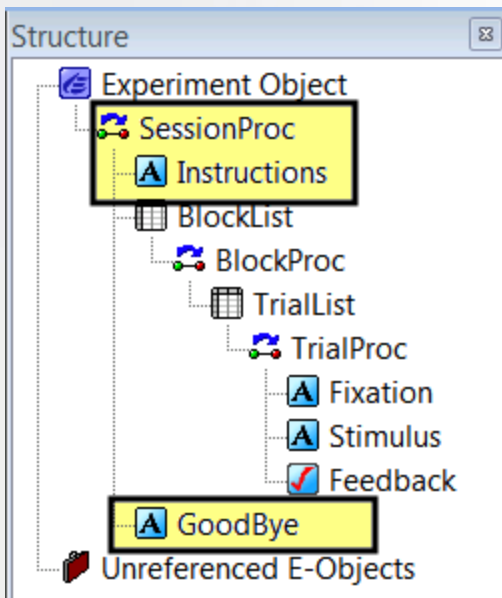 Structure
Experiment Object
SessionProc
Instructions
BlockList
BlockProc
TrialList
TrialProc
Fixation
Stimulus
Feedback
GoodBye
Unreferenced E-Objects